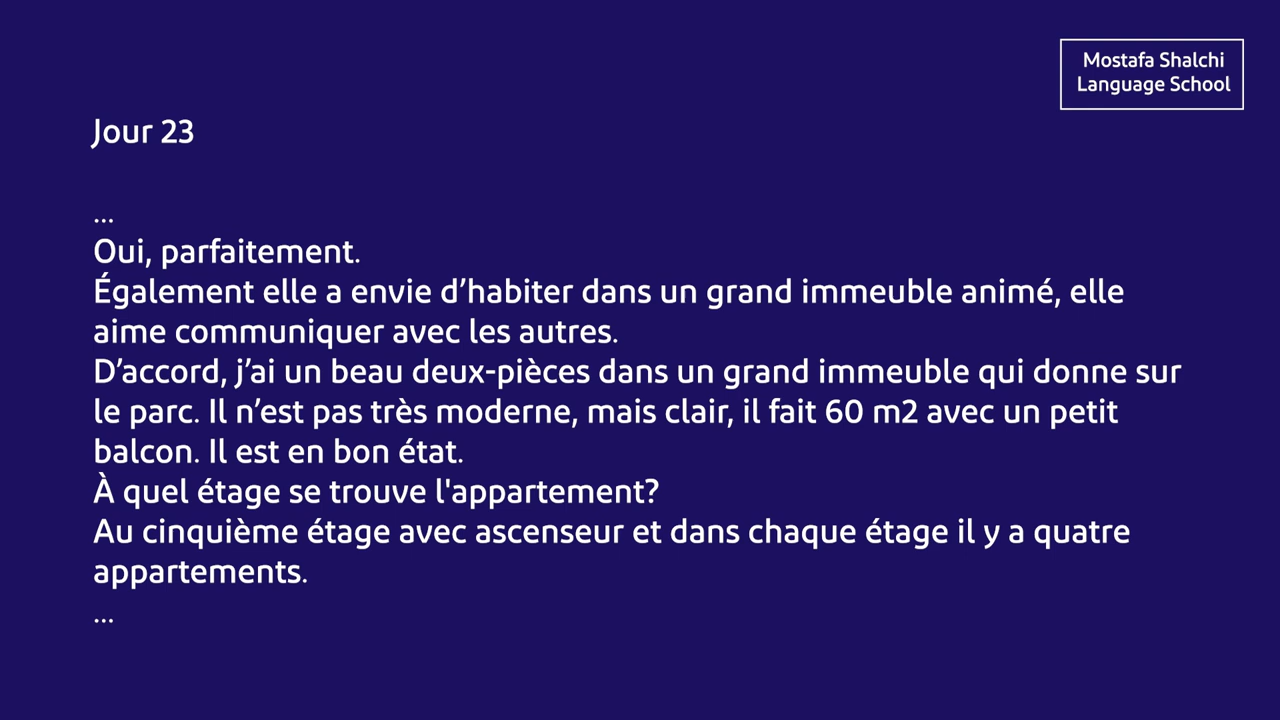 Mostafa Shalchi
Language School
Jour 23
...
Oui, parfaitement.
Également elle a envie d’habiter dans un grand immeuble animé, elle
aime communiquer avec les autres.
D’accord, j’ai un beau deux-pièces dans un grand immeuble qui donne sur
le parc. Il n’est pas très moderne, mais clair, il fait 60 m2 avec un petit
balcon. Il est en bon état.
À quel étage se trouve l'appartement?
Au cinquième étage avec ascenseur et dans chaque étage il y a quatre
appartements.
...